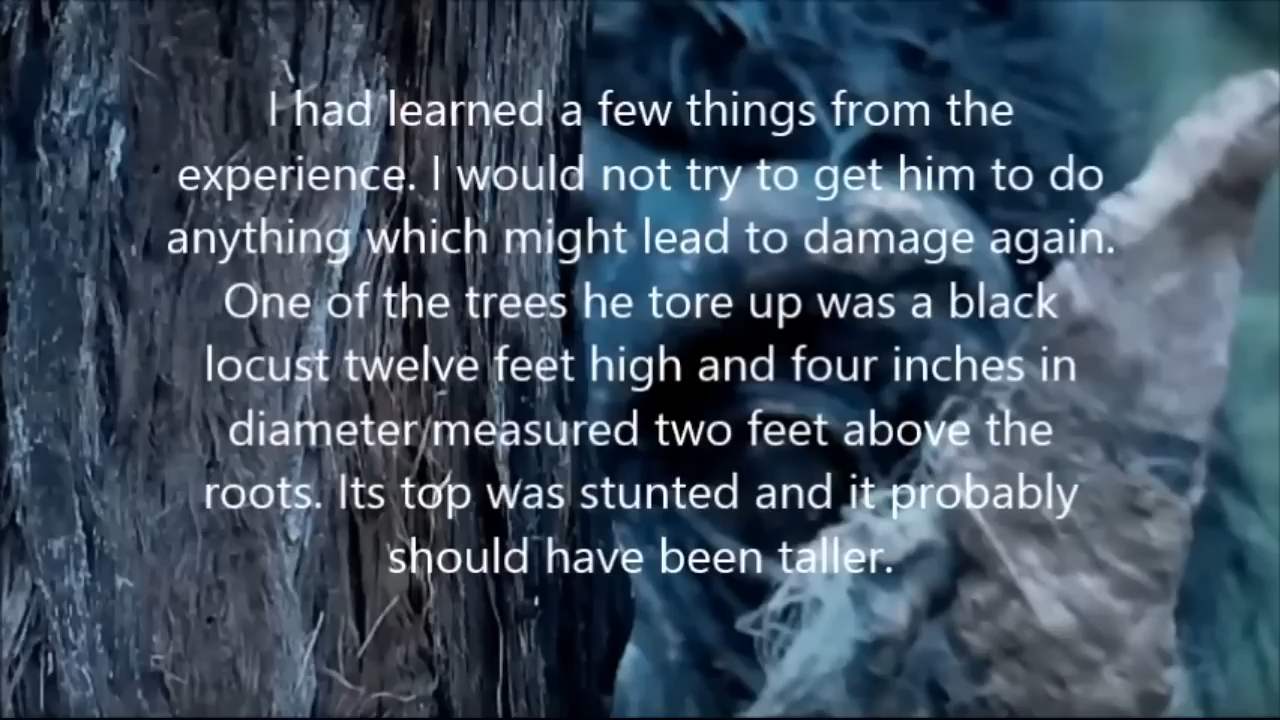 I had learned a few things from the
experience. I would not try to get him to do
anything which might lead to damage again.
One of the trees he tore up was a black
locust twelve feet high and four inches in
diameter measured two feet above the
roots. Its top was stunted and it probably
should have been taller.